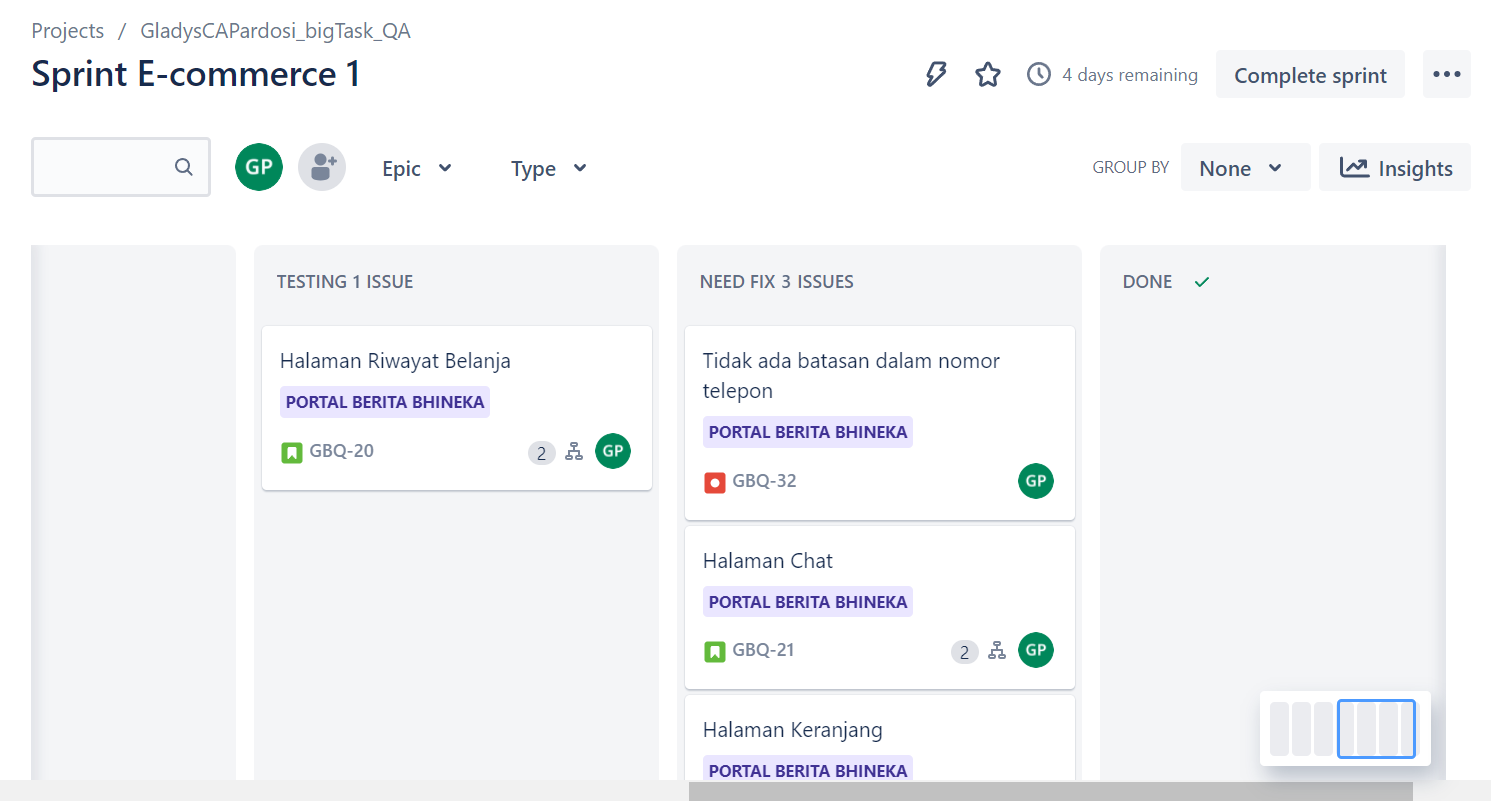 Projects / GladysCAPardosi_bigTask_QA
Sprint E-commerce 1
4 days remaining
Complete sprint
GP
Epic
Type
GROUP BY
None
Insights
TESTING 1 ISSUE
Halaman Riwayat Belanja
PORTAL BERITA BHINEKA
GBQ-20
2
GP
NEED FIX 3 ISSUES
Tidak ada batasan dalam nomor
telepon
PORTAL BERITA BHINEKA
GBQ-32
GP
Halaman Chat
PORTAL BERITA BHINEKA
GBQ-21
2
GP
Halaman Keranjang
PORTAL BERITA BHINEKA
DONE